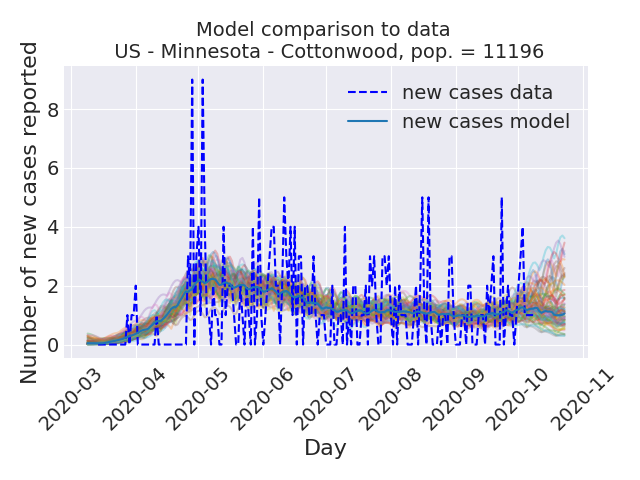 Model comparison to data
US - Minnesota - Cottonwood, pop. = 11196
Number of new cases reported
8
6
4
2
0
new cases data
new cases model
2020-03
2020-04
2020-05
2020-06
2020-07
2020-08
2020-09
2020-10
2020-11
Day